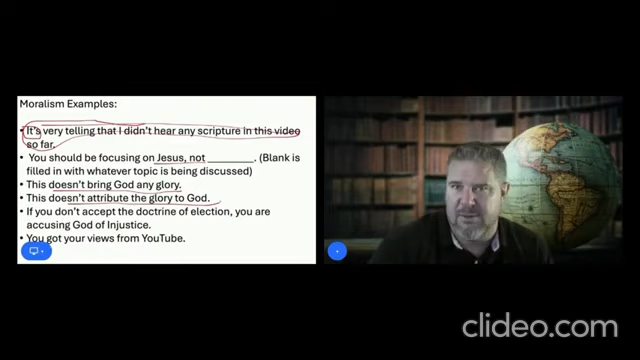 Moralism Examples:
• It's very telling that I didn't hear any scripture in this video
so far.
• You should be focusing on Jesus, not ________. (Blank is
filled in with whatever topic is being discussed)
• This doesn't bring God any glory.
• This doesn't attribute the glory to God.
• If you don't accept the doctrine of election, you are
accusing God of Injustice.
• You got your views from YouTube.
clideo.com